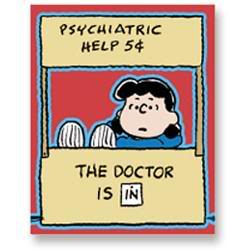 PSYCHIATRIC
HELP 5¢
THE DOCTOR
IS IN